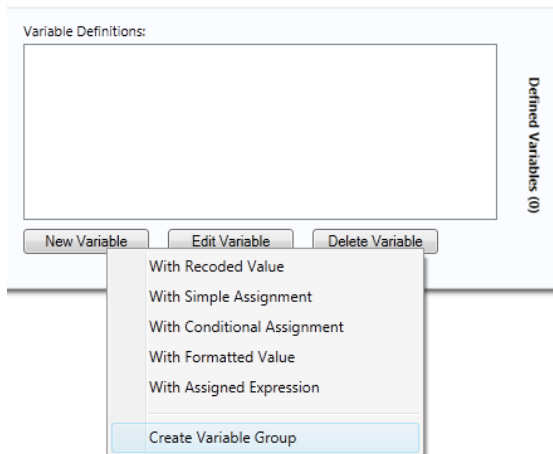 Variable Definitions:
Defined Variables (0)
New Variable
Edit Variable
Delete Variable
With Recoded Value
With Simple Assignment
With Conditional Assignment
With Formatted Value
With Assigned Expression
Create Variable Group